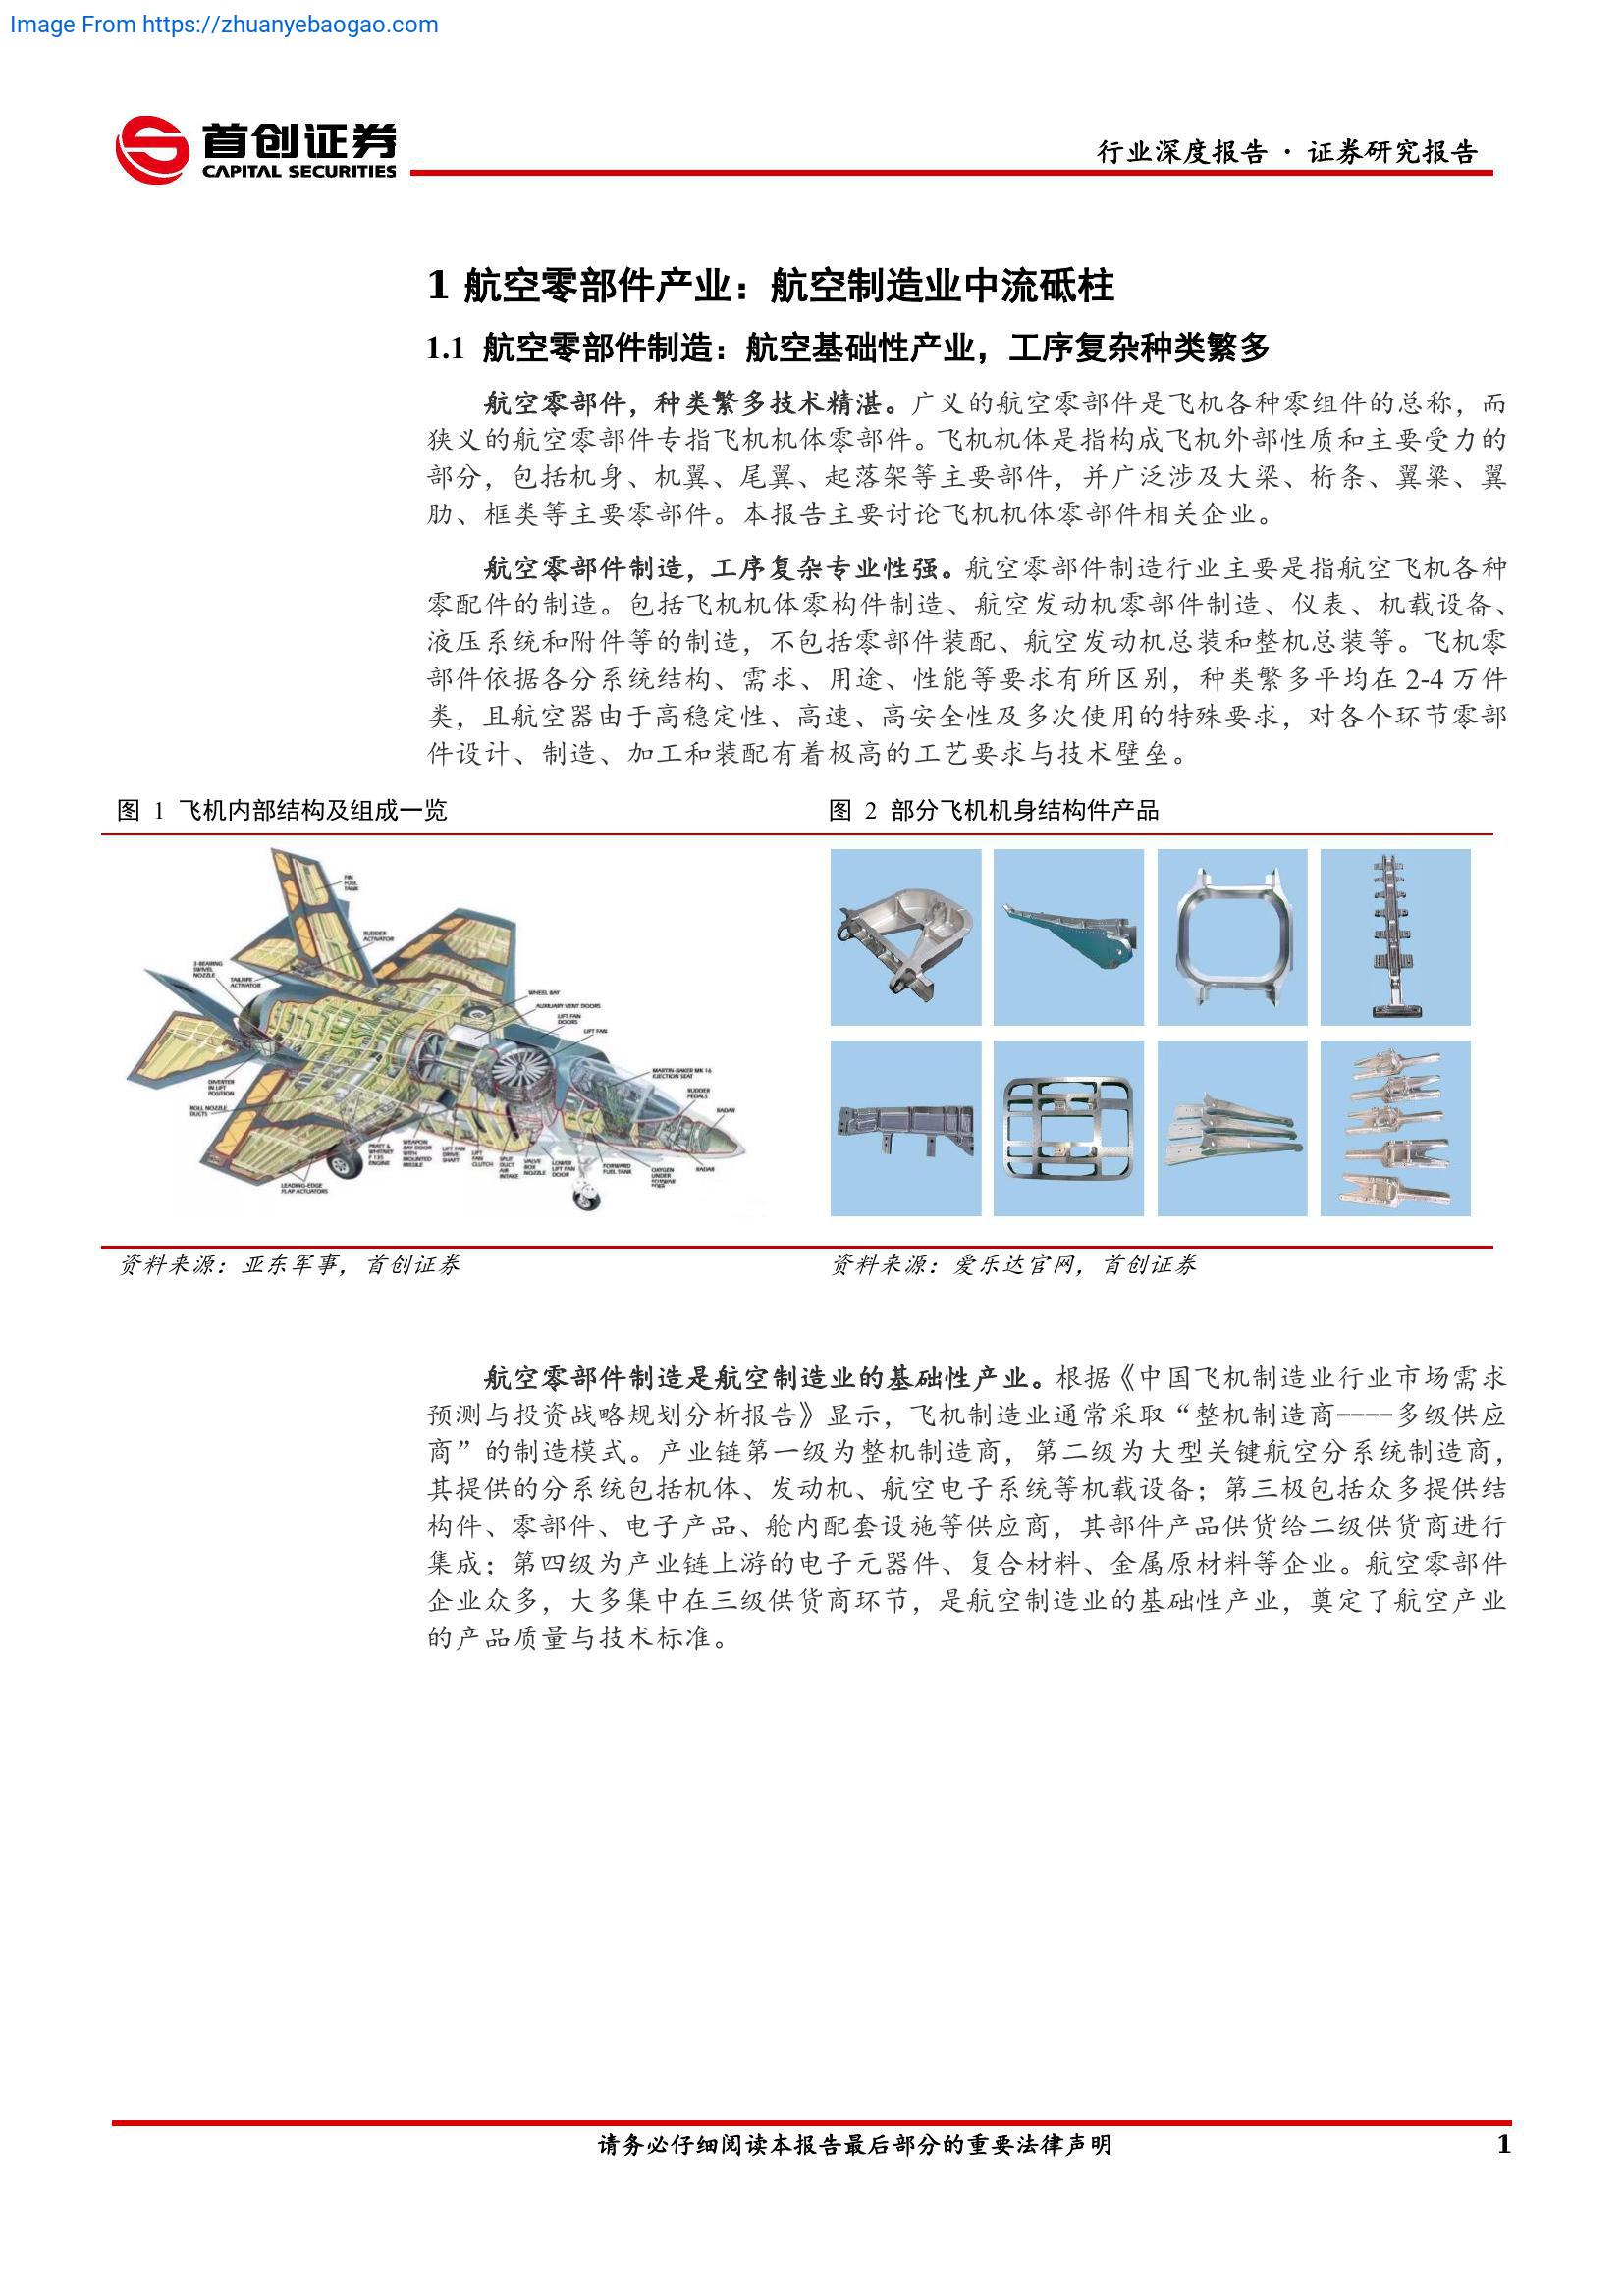 Image From https://zhuanyebaogao.com
首创证券
CAPITAL SECURITIES
行业深度报告 · 证券研究报告
1 航空零部件产业：航空制造业中流砥柱
1.1 航空零部件制造：航空基础性产业，工序复杂种类繁多
航空零部件，种类繁多技术精湛。广义的航空零部件是飞机各种零组件的总称，而
狭义的航空零部件专指飞机机体零部件。飞机机体是指构成飞机外部性质和主要受力的
部分，包括机身、机翼、尾翼、起落架等主要部件，并广泛涉及大梁、桁条、翼梁、翼
肋、框类等主要零部件。本报告主要讨论飞机机体零部件相关企业。
航空零部件制造，工序复杂专业性强。航空零部件制造行业主要是指航空飞机各种
零配件的制造。包括飞机机体零构件制造、航空发动机零部件制造、仪表、机载设备、
液压系统和附件等的制造，不包括零部件装配、航空发动机总装和整机总装等。飞机零
部件依据各分系统结构、需求、用途、性能等要求有所区别，种类繁多平均在 2-4 万件
类，且航空器由于高稳定性、高速、高安全性及多次使用的特殊要求，对各个环节零部
件设计、制造、加工和装配有着极高的工艺要求与技术壁垒。
图 1 飞机内部结构及组成一览
图 2 部分飞机机身结构件产品
FIN
FUEL
TANK
RUDDER
ACTIVATOR
3-BEARING
SWIVEL
NOZZLE
TAILPIPE
ACTIVATOR
WHEEL BAY
AUXILIARY VENT DOORS
LIFT FAN
DOORS
LIFT FAN
MARTIN-BAKER MK 16
EJECTION SEAT
RUDDER
PEDALS
RADAR
DIVERTER
IN LIFT
POSITION
ROLL NOZZLE
DUCTS
PRATT &
WHITNEY
F 135
ENGINE
WEAPON
BAY DOOR
WITH
MOUNTED
MISSILE
LIFT FAN
DRIVE
SHAFT
LIFT
FAN
CLUTCH
SPLIT
DUCT
AIR
INTAKE
VALVE
BOX
NOZZLE
LOWER
LIFT FAN
DOOR
FORWARD
FUEL TANK
OXYGEN
UNDER
RADAR
LEADING-EDGE
FLAP ACTUATORS
资料来源：亚东军事，首创证券
资料来源：爱乐达官网，首创证券
航空零部件制造是航空制造业的基础性产业。根据《中国飞机制造业行业市场需求
预测与投资战略规划分析报告》显示，飞机制造业通常采取“整机制造商----多级供应
商”的制造模式。产业链第一级为整机制造商，第二级为大型关键航空分系统制造商，
其提供的分系统包括机体、发动机、航空电子系统等机载设备；第三极包括众多提供结
构件、零部件、电子产品、舱内配套设施等供应商，其部件产品供货给二级供货商进行
集成；第四级为产业链上游的电子元器件、复合材料、金属原材料等企业。航空零部件
企业众多，大多集中在三级供货商环节，是航空制造业的基础性产业，奠定了航空产业
的产品质量与技术标准。
请务必仔细阅读本报告最后部分的重要法律声明
1